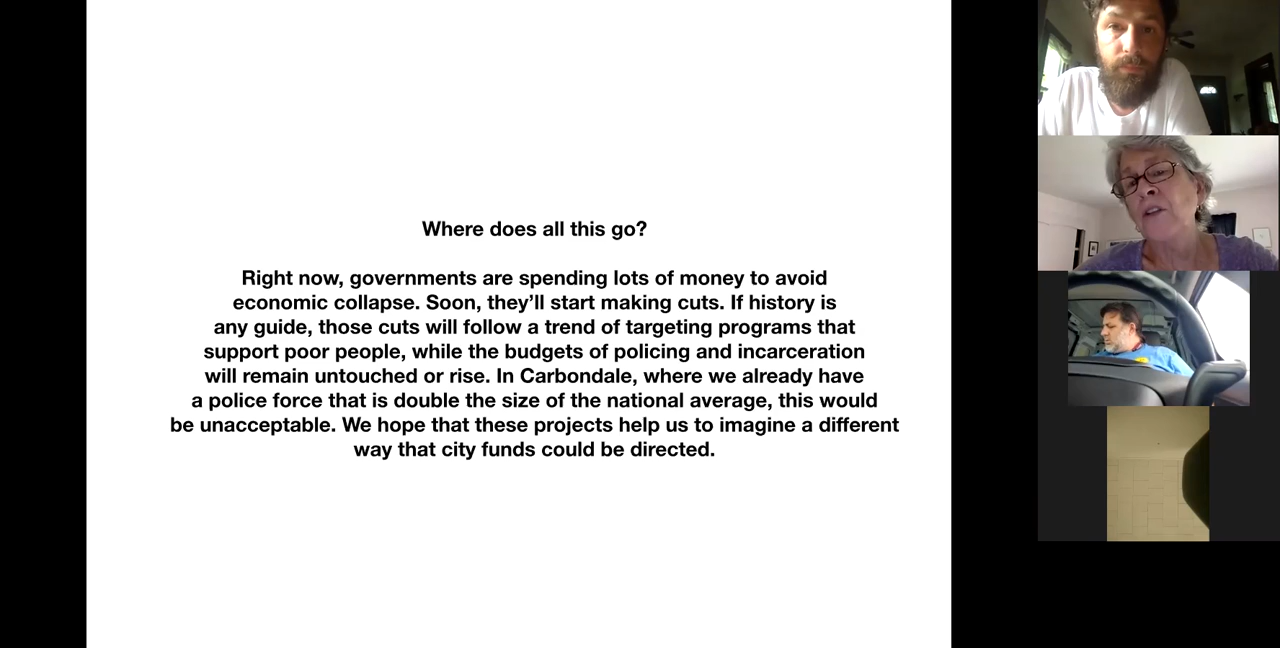 Where does all this go?
Right now, governments are spending lots of money to avoid
economic collapse. Soon, they’ll start making cuts. If history is
any guide, those cuts will follow a trend of targeting programs that
support poor people, while the budgets of policing and incarceration
will remain untouched or rise. In Carbondale, where we already have
a police force that is double the size of the national average, this would
be unacceptable. We hope that these projects help us to imagine a different
way that city funds could be directed.